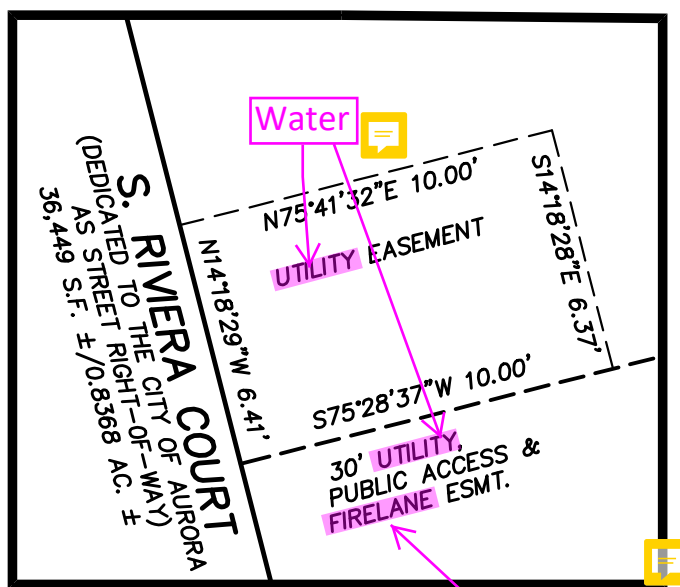 Water
N75°41'32"E 10.00'
S14°18'28"E 6.37'
UTILITY EASEMENT
N14°18'29"W 6.41'
S75°28'37"W 10.00'
S. RIVIERA COURT
(DEDICATED TO THE CITY OF AURORA
AS STREET RIGHT-OF-WAY)
36,449 S.F. ±/0.8368 AC. ±
30' UTILITY,
PUBLIC ACCESS &
FIRELANE ESMT.